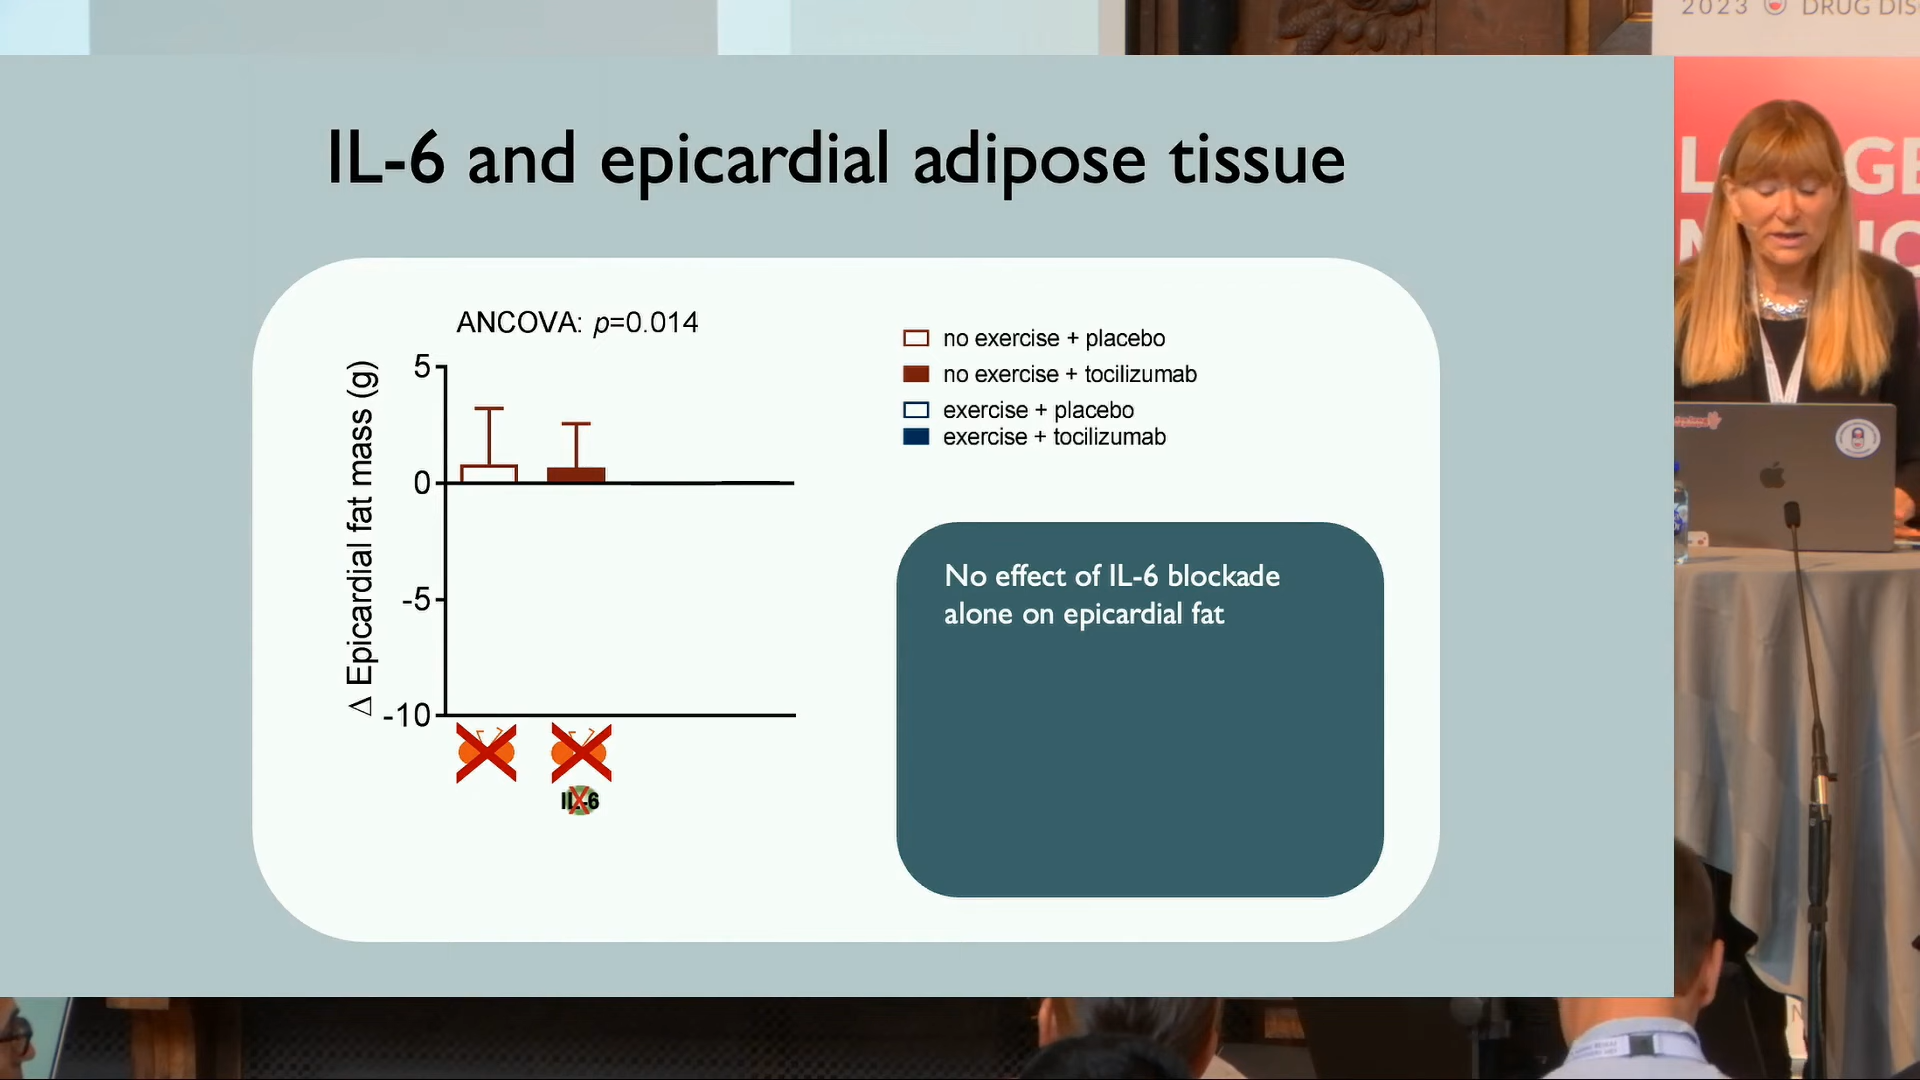 2023 DRUG DIS
IL-6 and epicardial adipose tissue
ANCOVA: p=0.014
Δ Epicardial fat mass (g)
5
0
-5
-10
IL-6
no exercise + placebo
no exercise + tocilizumab
exercise + placebo
exercise + tocilizumab
No effect of IL-6 blockade
alone on epicardial fat